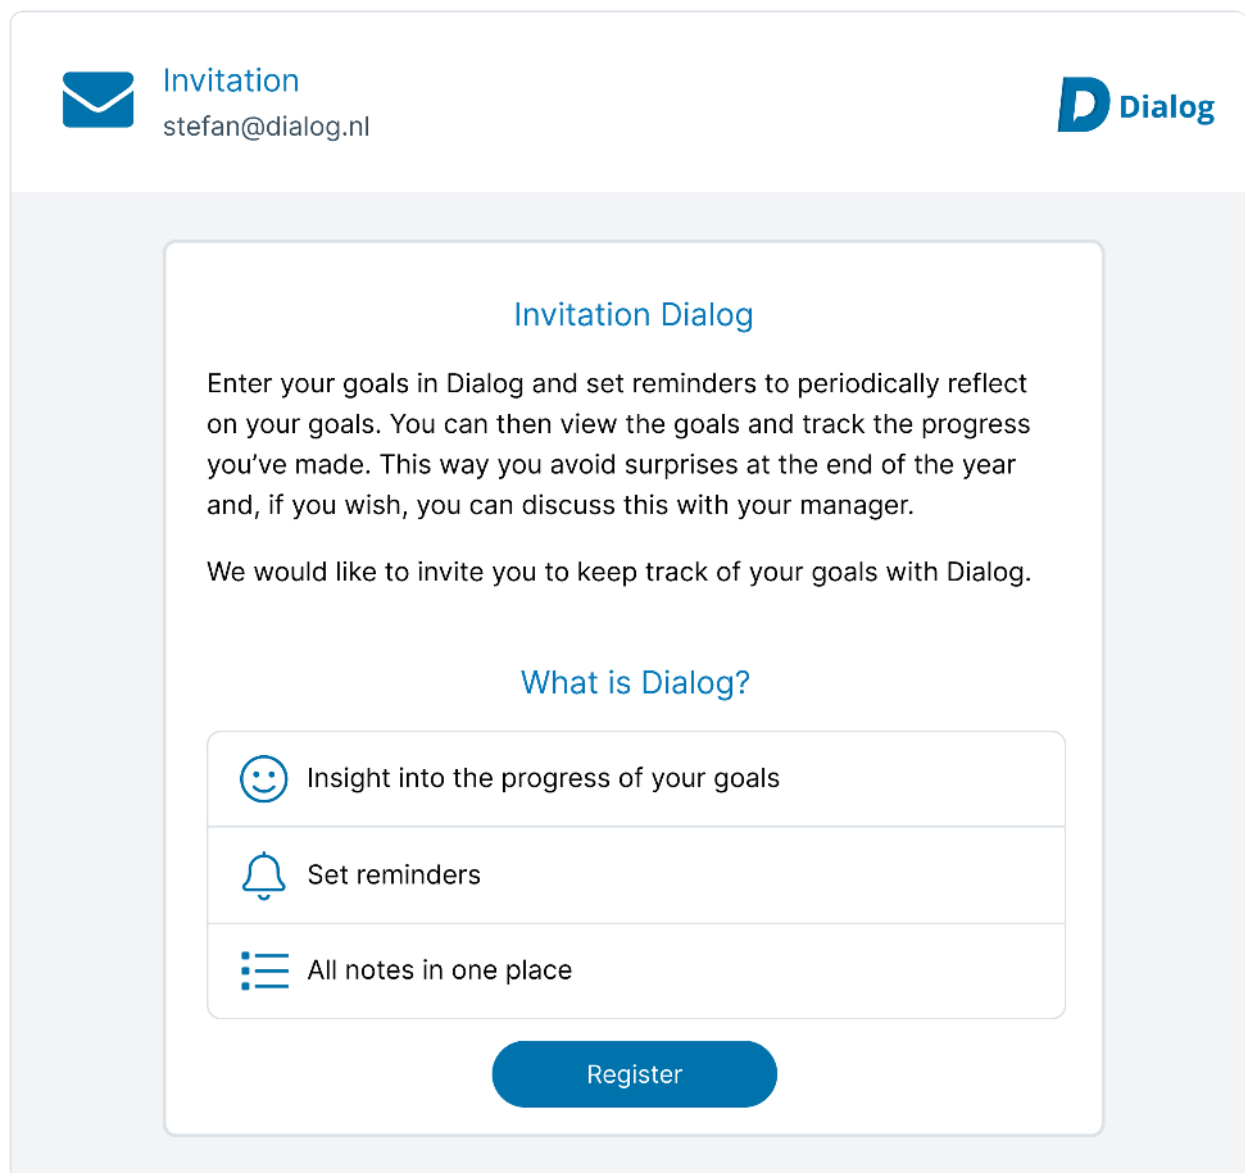 Invitation
stefan@dialog.nl
Dialog
Invitation Dialog
Enter your goals in Dialog and set reminders to periodically reflect
on your goals. You can then view the goals and track the progress
you’ve made. This way you avoid surprises at the end of the year
and, if you wish, you can discuss this with your manager.
We would like to invite you to keep track of your goals with Dialog.
What is Dialog?
Insight into the progress of your goals
Set reminders
All notes in one place
Register